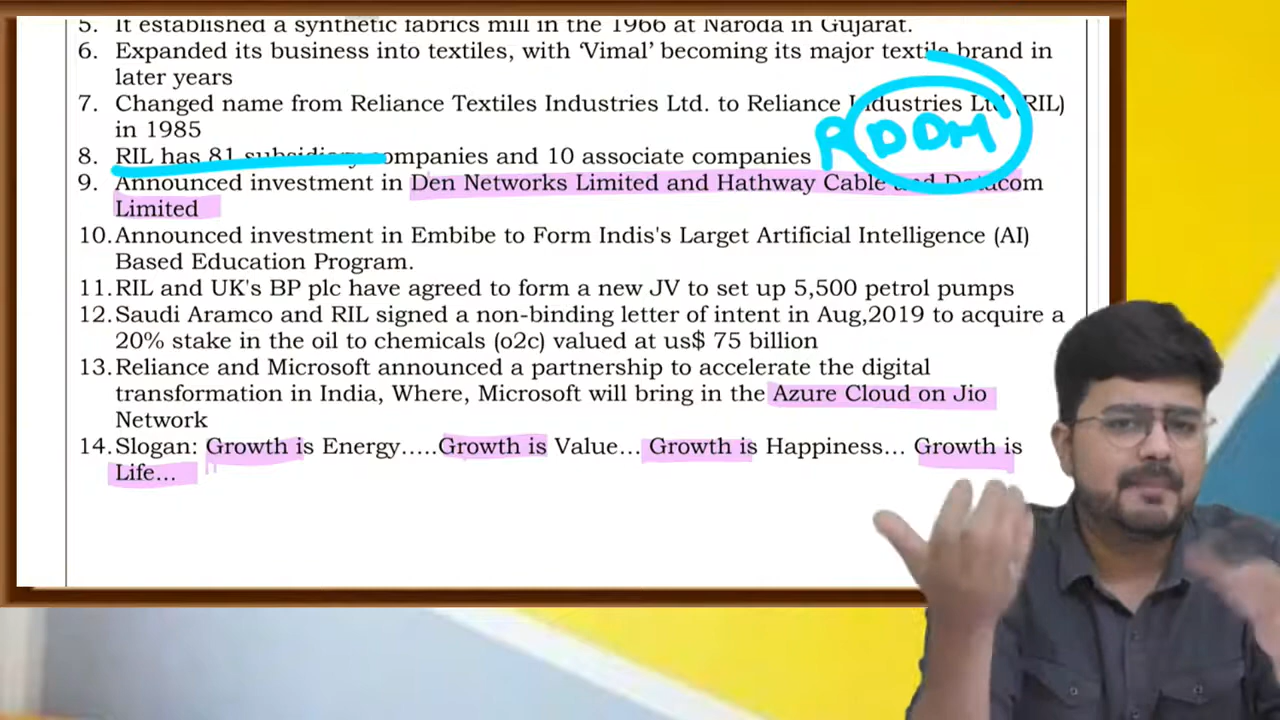 5. It established a synthetic fabrics mill in the 1966 at Naroda in Gujarat.
6. Expanded its business into textiles, with ‘Vimal’ becoming its major textile brand in
later years
7. Changed name from Reliance Textiles Industries Ltd. to Reliance Industries Ltd (RIL)
in 1985
RDDM
8. RIL has 81 subsidiary companies and 10 associate companies
9. Announced investment in Den Networks Limited and Hathway Cable and Datacom
Limited
10. Announced investment in Embibe to Form Indis's Larget Artificial Intelligence (AI)
Based Education Program.
11. RIL and UK's BP plc have agreed to form a new JV to set up 5,500 petrol pumps
12. Saudi Aramco and RIL signed a non-binding letter of intent in Aug,2019 to acquire a
20% stake in the oil to chemicals (o2c) valued at us$ 75 billion
13. Reliance and Microsoft announced a partnership to accelerate the digital
transformation in India, Where, Microsoft will bring in the Azure Cloud on Jio
Network
14. Slogan: Growth is Energy.....Growth is Value... Growth is Happiness... Growth is
Life...